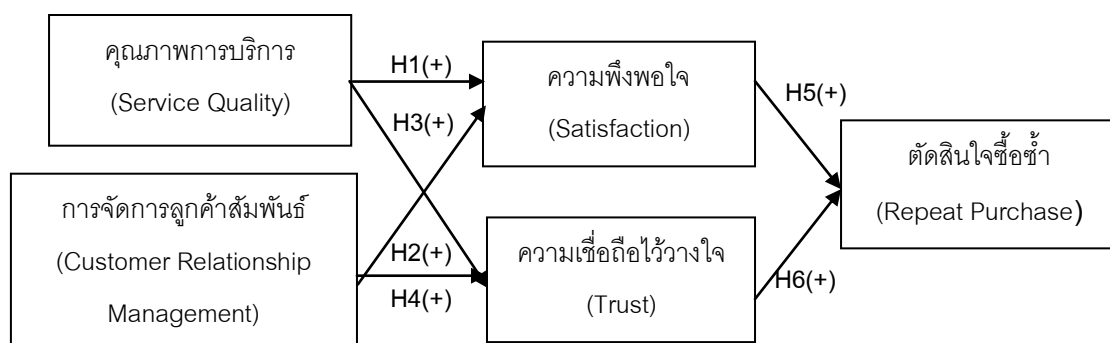 คุณภาพการบริการ
(Service Quality)
H1(+)
ความพึงพอใจ
(Satisfaction)
H3(+)
H5(+)
ตัดสินใจซื้อซ้ำ
(Repeat Purchase)
การจัดการลูกค้าสัมพันธ์
(Customer Relationship
Management)
H2(+)
H4(+)
ความเชื่อถือไว้วางใจ
(Trust)
H6(+)